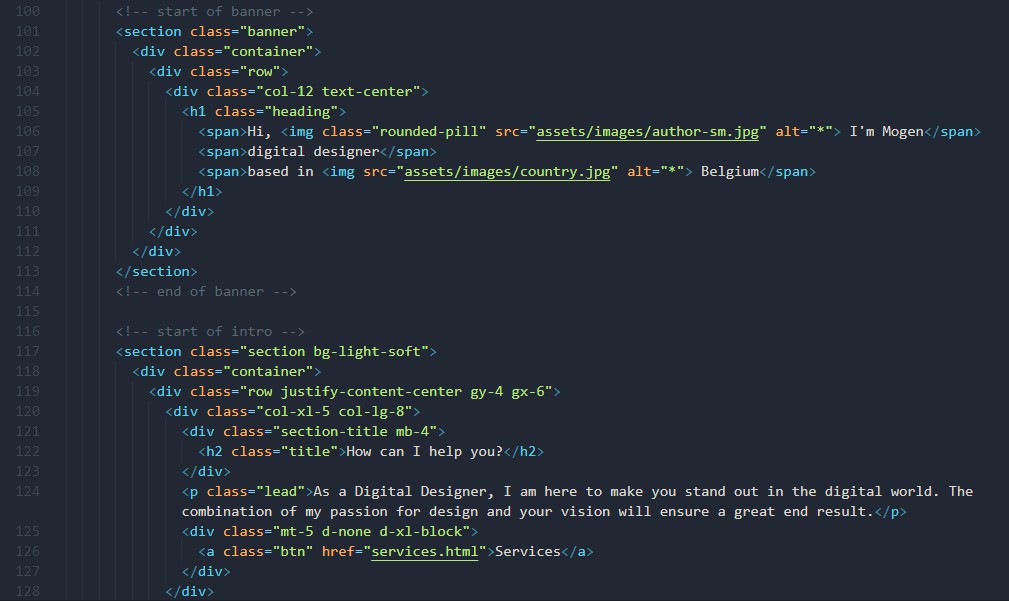 100 <!-- start of banner -->
101 <section class="banner">
102 <div class="container">
103 <div class="row">
104 <div class="col-12 text-center">
105 <h1 class="heading">
106 <span>Hi, <img class="rounded-pill" src="assets/images/author-sm.jpg" alt="*"> I'm Mogen</span>
107 <span>digital designer</span>
108 <span>based in <img src="assets/images/country.jpg" alt="*"> Belgium</span>
109 </h1>
110 </div>
111 </div>
112 </div>
113 </section>
114 <!-- end of banner -->
115
116 <!-- start of intro -->
117 <section class="section bg-light-soft">
118 <div class="container">
119 <div class="row justify-content-center gy-4 gx-6">
120 <div class="col-xl-5 col-lg-8">
121 <div class="section-title mb-4">
122 <h2 class="title">How can I help you?</h2>
123 </div>
124 <p class="lead">As a Digital Designer, I am here to make you stand out in the digital world. The
combination of my passion for design and your vision will ensure a great end result.</p>
125 <div class="mt-5 d-none d-xl-block">
126 <a class="btn" href="services.html">Services</a>
127 </div>
128 </div>